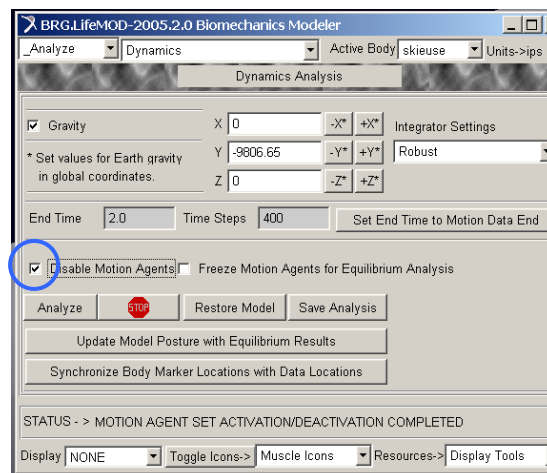 BRG.LifeMOD-2005.2.0 Biomechanics Modeler
_Analyze Dynamics Active Body skieuse Units->ips
Dynamics Analysis
Gravity X 0 -X* +X* Integrator Settings
* Set values for Earth gravity Y -9806.65 -Y* +Y* Robust
in global coordinates. Z 0 -Z* +Z*
End Time 2.0 Time Steps 400 Set End Time to Motion Data End
Disable Motion Agents Freeze Motion Agents for Equilibrium Analysis
Analyze STOP Restore Model Save Analysis
Update Model Posture with Equilibrium Results
Synchronize Body Marker Locations with Data Locations
STATUS - > MOTION AGENT SET ACTIVATION/DEACTIVATION COMPLETED
Display NONE Toggle Icons-> Muscle Icons Resources-> Display Tools